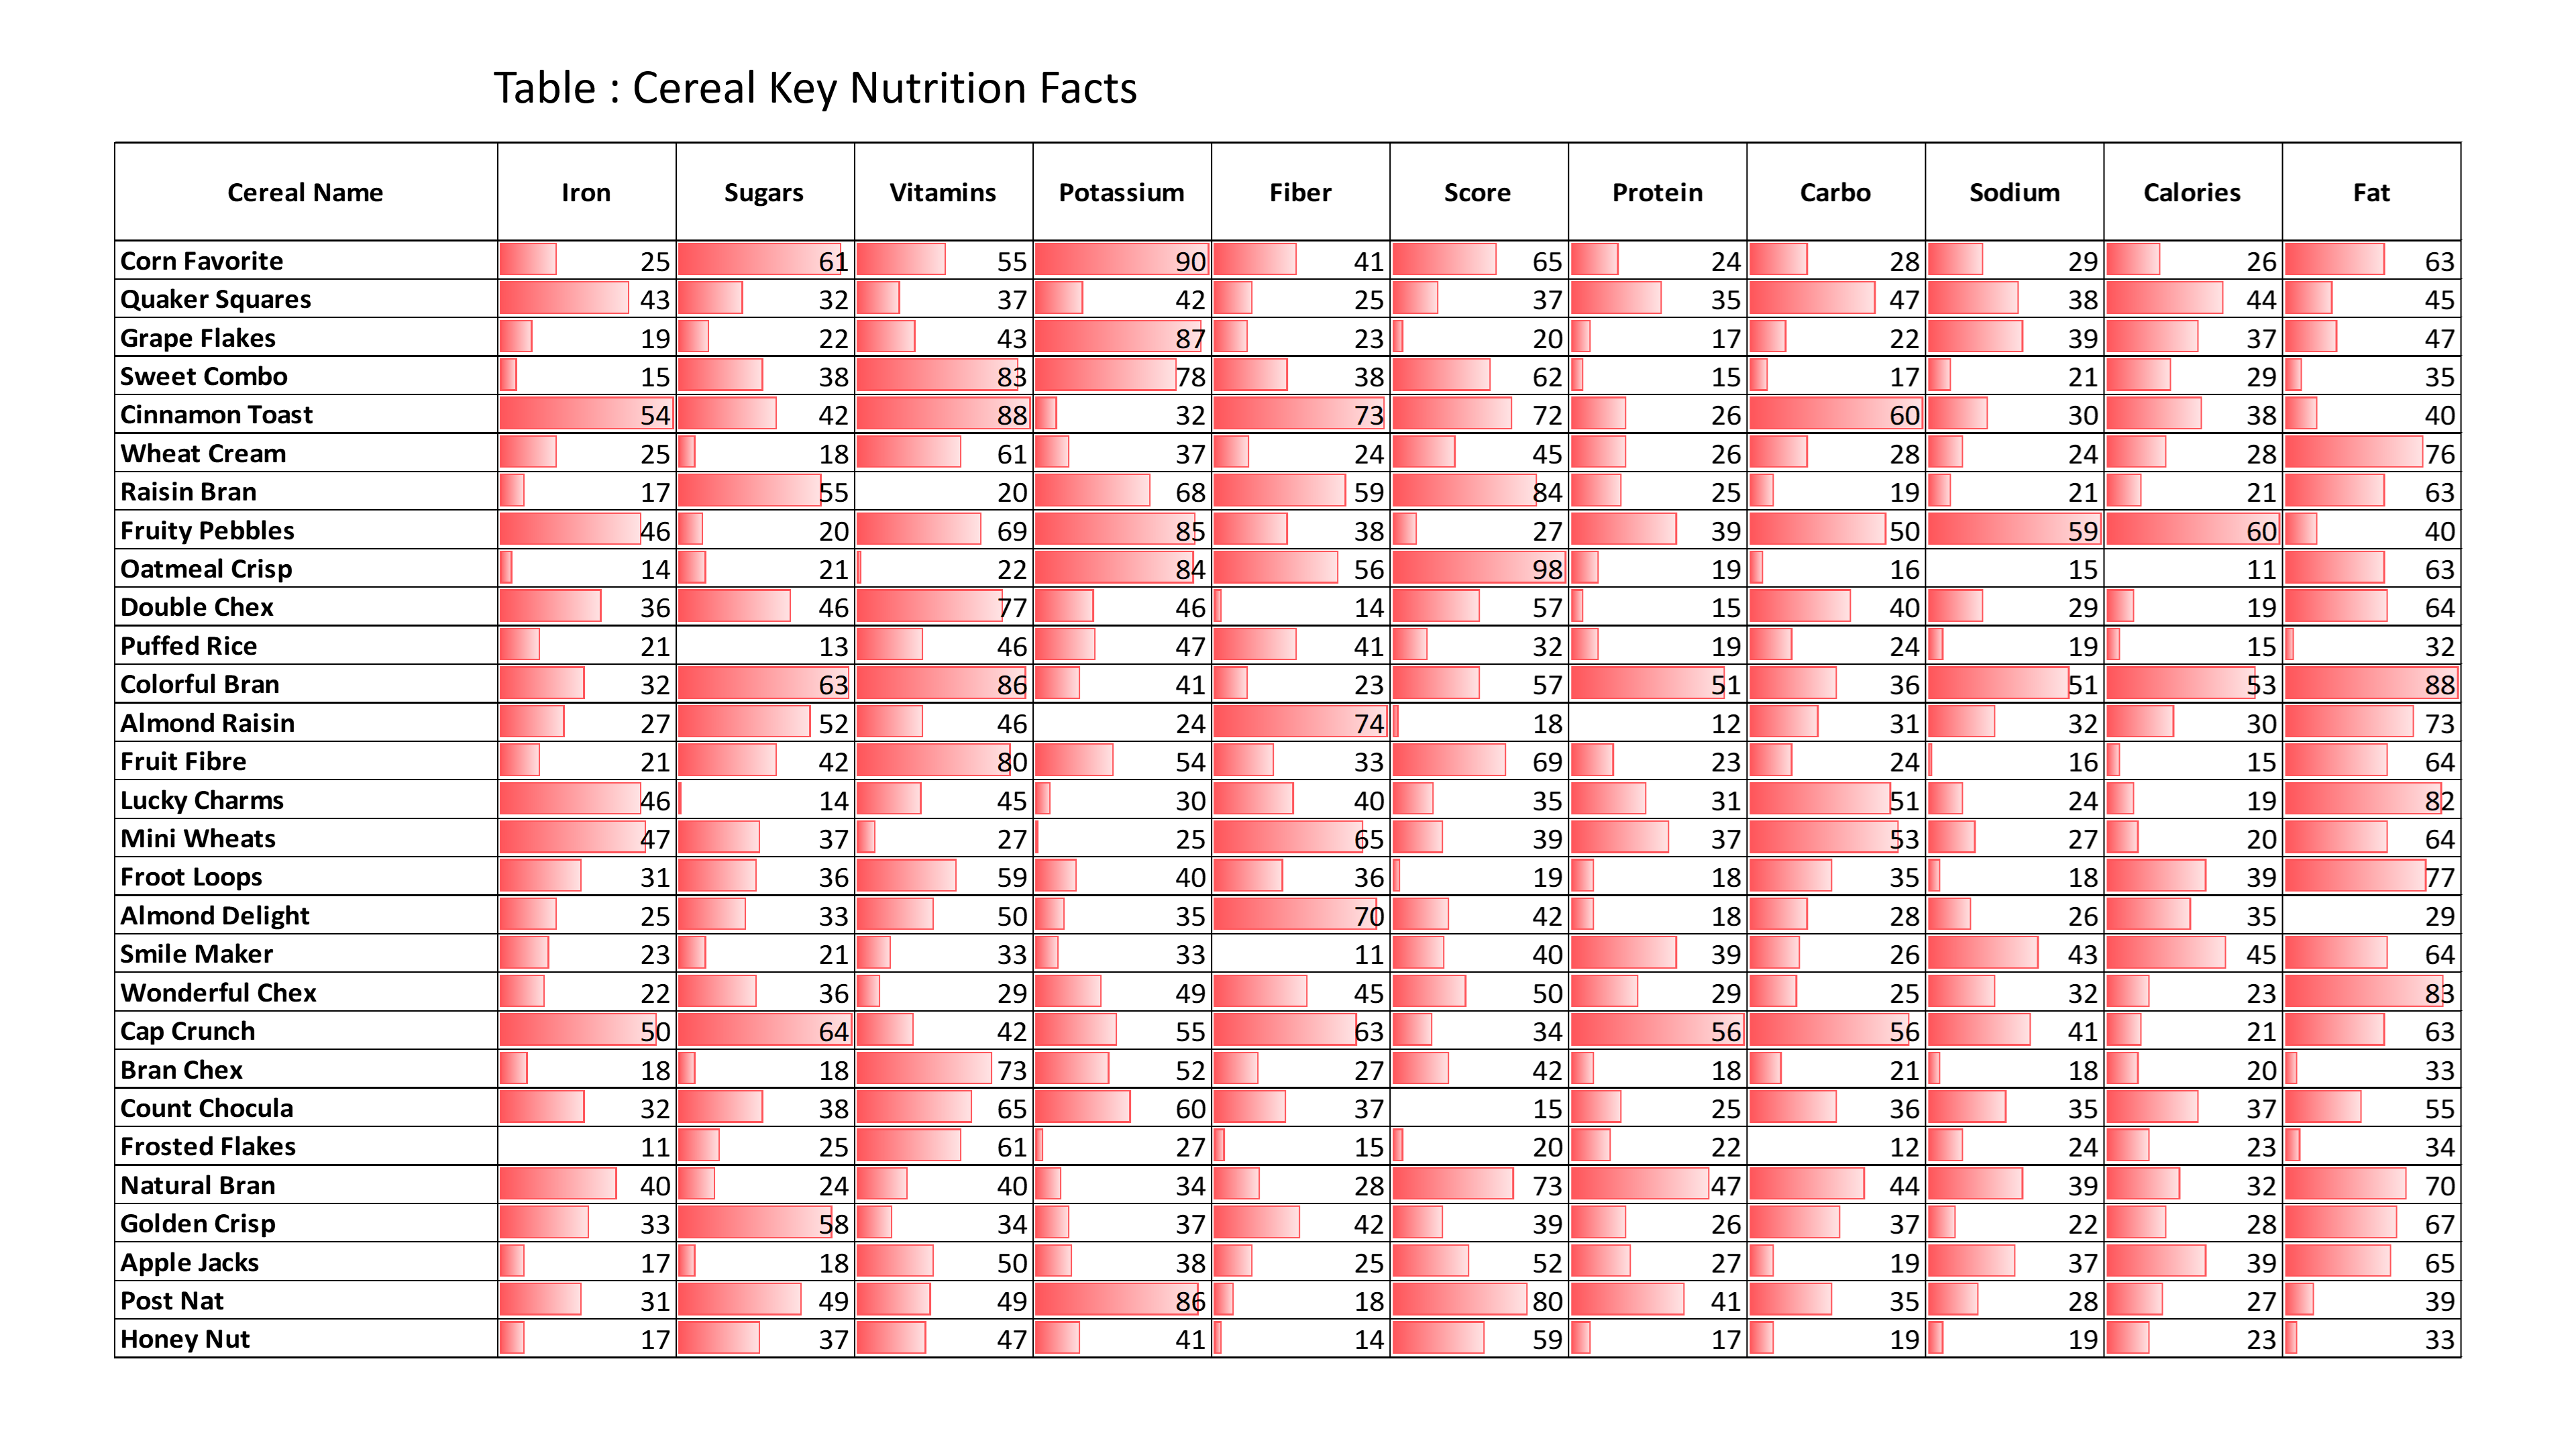 Table : Cereal Key Nutrition Facts
Cereal Name Iron Sugars Vitamins Potassium Fiber Score Protein Carbo Sodium Calories Fat
Corn Favorite 25 61 55 90 41 65 24 28 29 26 63
Quaker Squares 43 32 37 42 25 37 35 47 38 44 45
Grape Flakes 19 22 43 87 23 20 17 22 39 37 47
Sweet Combo 15 38 83 78 38 62 15 17 21 29 35
Cinnamon Toast 54 42 88 32 73 72 26 60 30 38 40
Wheat Cream 25 18 61 37 24 45 26 28 24 28 76
Raisin Bran 17 55 20 68 59 84 25 19 21 21 63
Fruity Pebbles 46 20 69 85 38 27 39 50 59 60 40
Oatmeal Crisp 14 21 22 84 56 98 19 16 15 11 63
Double Chex 36 46 77 46 14 57 15 40 29 19 64
Puffed Rice 21 13 46 47 41 32 19 24 19 15 32
Colorful Bran 32 63 86 41 23 57 51 36 51 53 88
Almond Raisin 27 52 46 24 74 18 12 31 32 30 73
Fruit Fibre 21 42 80 54 33 69 23 24 16 15 64
Lucky Charms 46 14 45 30 40 35 31 51 24 19 82
Mini Wheats 47 37 27 25 65 39 37 53 27 20 64
Froot Loops 31 36 59 40 36 19 18 35 18 39 77
Almond Delight 25 33 50 35 70 42 18 28 26 35 29
Smile Maker 23 21 33 33 11 40 39 26 43 45 64
Wonderful Chex 22 36 29 49 45 50 29 25 32 23 83
Cap Crunch 50 64 42 55 63 34 56 56 41 21 63
Bran Chex 18 18 73 52 27 42 18 21 18 20 33
Count Chocula 32 38 65 60 37 15 25 36 35 37 55
Frosted Flakes 11 25 61 27 15 20 22 12 24 23 34
Natural Bran 40 24 40 34 28 73 47 44 39 32 70
Golden Crisp 33 58 34 37 42 39 26 37 22 28 67
Apple Jacks 17 18 50 38 25 52 27 19 37 39 65
Post Nat 31 49 49 86 18 80 41 35 28 27 39
Honey Nut 17 37 47 41 14 59 17 19 19 23 33